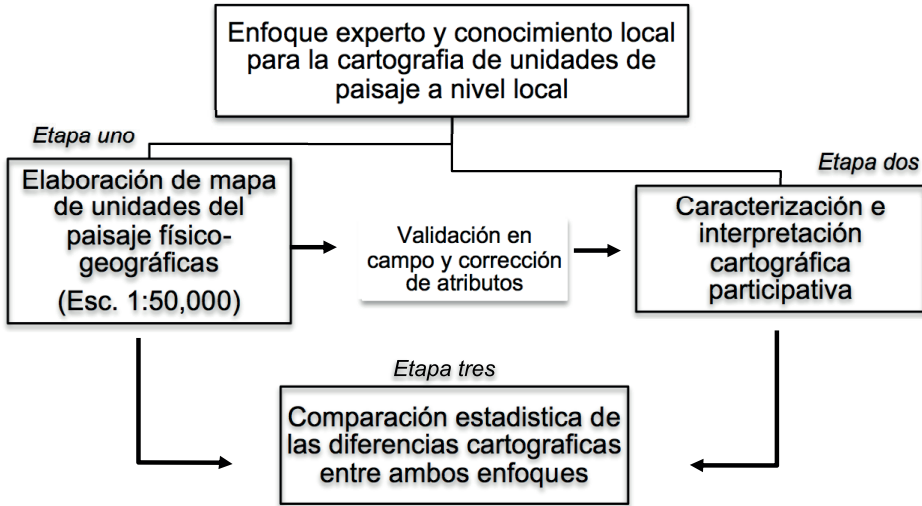 Enfoque experto y conocimiento local
para la cartografia de unidades de
paisaje a nivel local
Etapa uno
Elaboración de mapa
de unidades del
paisaje físico-
geográficas
(Esc. 1:50,000)
Validación en
campo y corrección
de atributos
Etapa dos
Caracterización e
interpretación
cartográfica
participativa
Etapa tres
Comparación estadistica de
las diferencias cartograficas
entre ambos enfoques